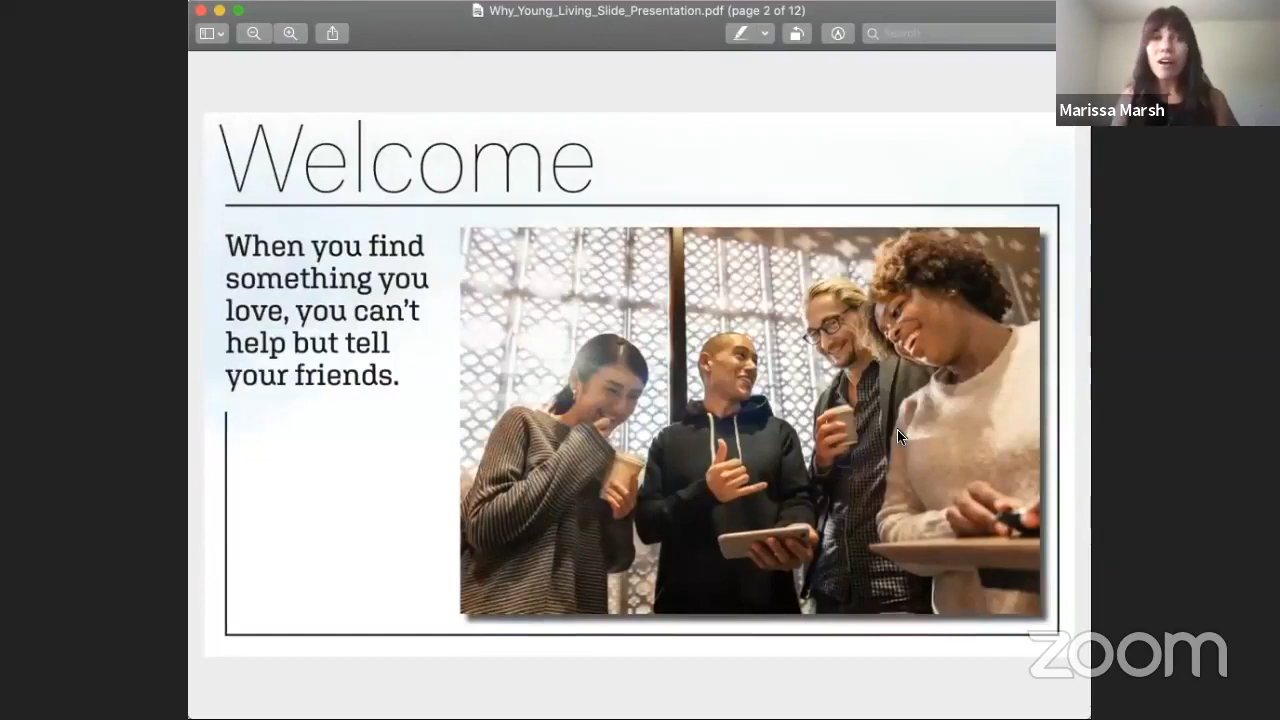 Why_Young_Living_Slide_Presentation.pdf (page 2 of 12)
Search
Marissa Marsh
Welcome
When you find
something you
love, you can't
help but tell
your friends.
zoom